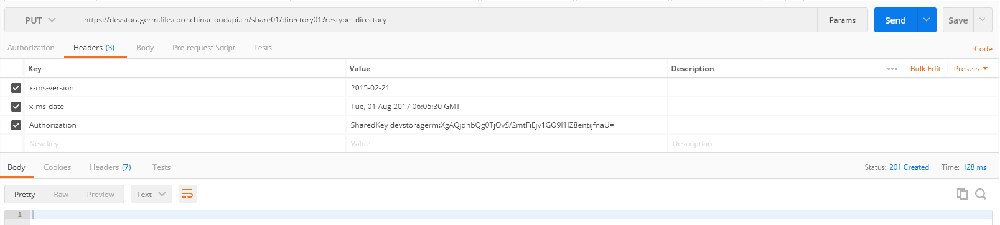 PUT https://devstoragerm.file.core.chinacloudapi.cn/share01/directory01?restype=directory Params Send Save
Authorization Headers (3) Body Pre-request Script Tests Code
Key Value Description ••• Bulk Edit Presets
x-ms-version 2015-02-21
x-ms-date Tue, 01 Aug 2017 06:05:30 GMT
Authorization SharedKey devstoragerm:XgAQjdhbQg0TjOvS/2mtFiEjv1GO9I1IZ8entijfnaU=
New key Value Description
Body Cookies Headers (7) Tests Status: 201 Created Time: 128 ms
Pretty Raw Preview Text
1